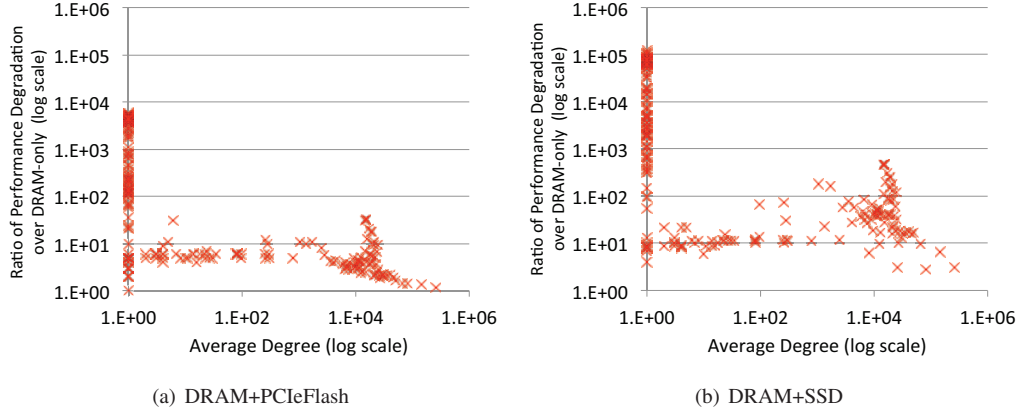 Ratio of Performance Degradation
over DRAM-only (log scale)
1.E+06
1.E+05
1.E+04
1.E+03
1.E+02
1.E+01
1.E+00
1.E+00
1.E+02
1.E+04
1.E+06
Average Degree (log scale)
(a) DRAM+PCIeFlash
Ratio of Performance Degradation
over DRAM-only (log scale)
1.E+06
1.E+05
1.E+04
1.E+03
1.E+02
1.E+01
1.E+00
1.E+00
1.E+02
1.E+04
1.E+06
Average Degree (log scale)
(b) DRAM+SSD